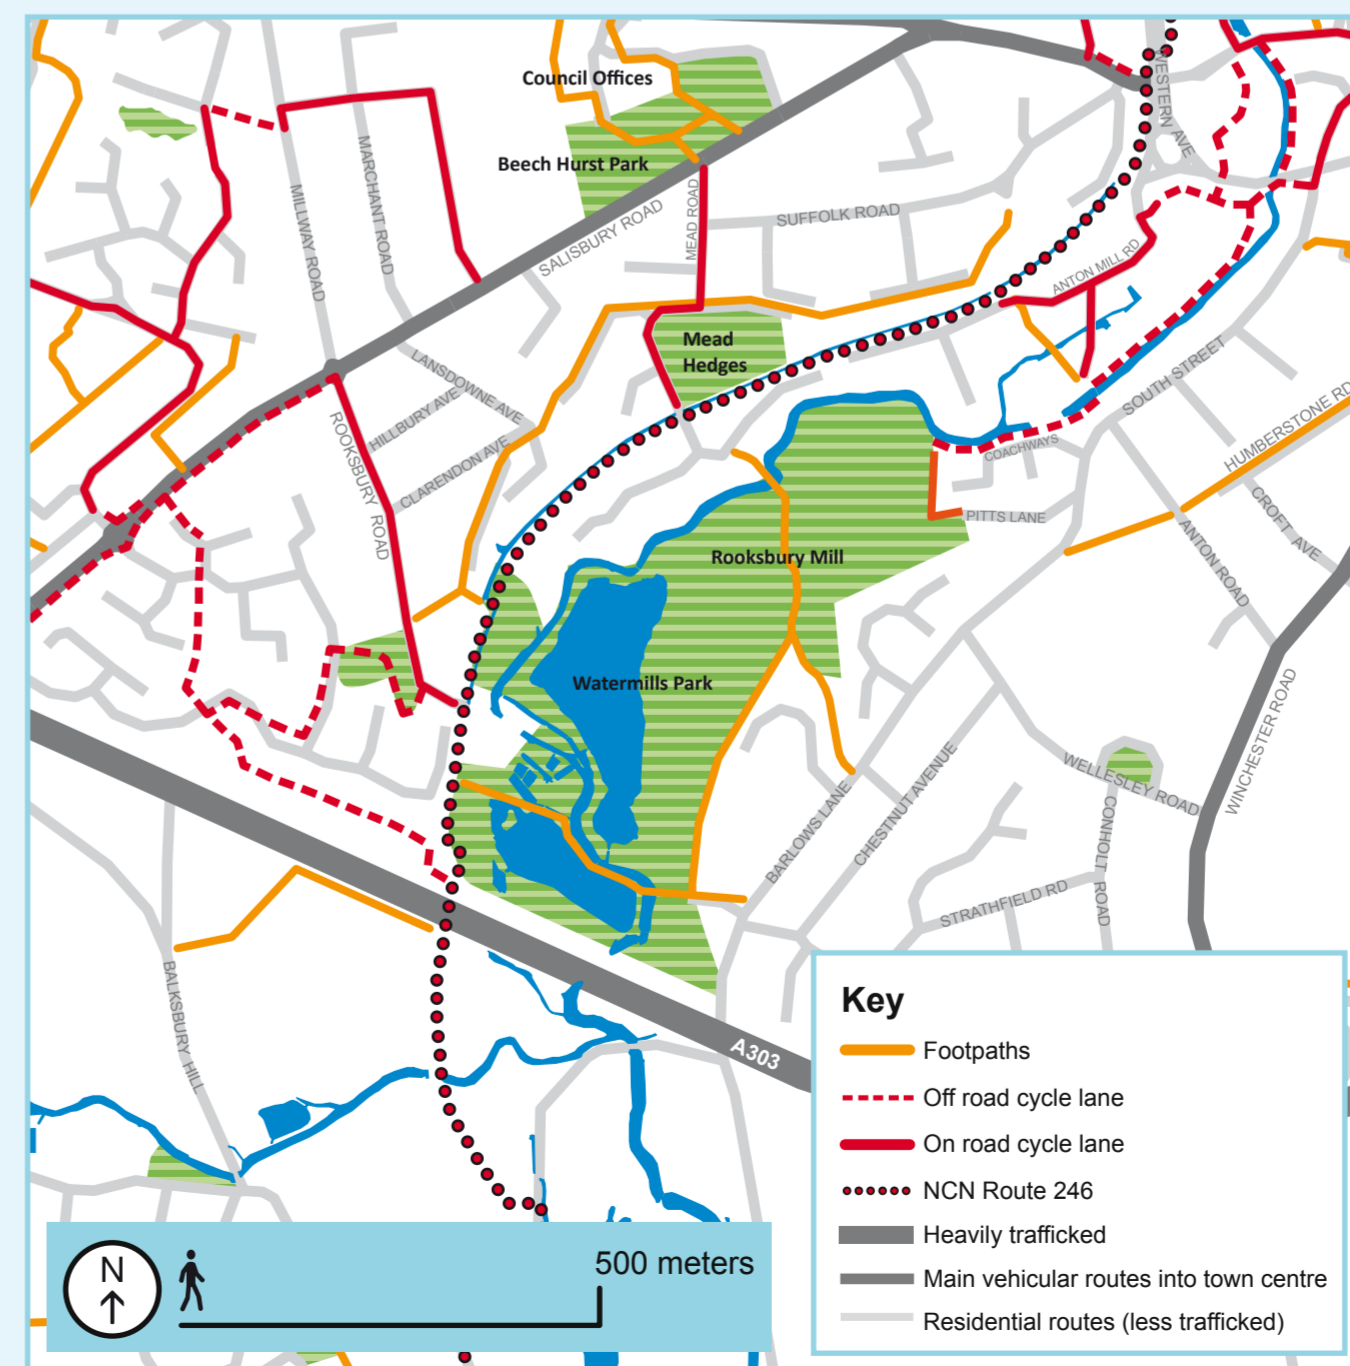 Council Offices
Beech Hurst Park
MARCHANT ROAD
MILLWAY ROAD
SALISBURY ROAD
MEAD ROAD
SUFFOLK ROAD
WESTERN AVE
ANTON MILL RD
Mead
Hedges
LANSDOWNE AVE
HILLBURY AVE
CLARENDON AVE
ROOKSBURY ROAD
SOUTH STREET
COACHWAYS
PITTS LANE
HUMBERSTONE RD
CROFT AVE
ANTON ROAD
WINCHESTER ROAD
Rooksbury Mill
Watermills Park
WELLESLEY ROAD
CONHOLT ROAD
BARLOWS LANE
CHESTNUT AVENUE
STRATHFIELD RD
BALKSBURY HILL
A303
Key
Footpaths
Off road cycle lane
On road cycle lane
NCN Route 246
Heavily trafficked
Main vehicular routes into town centre
Residential routes (less trafficked)
N
500 meters